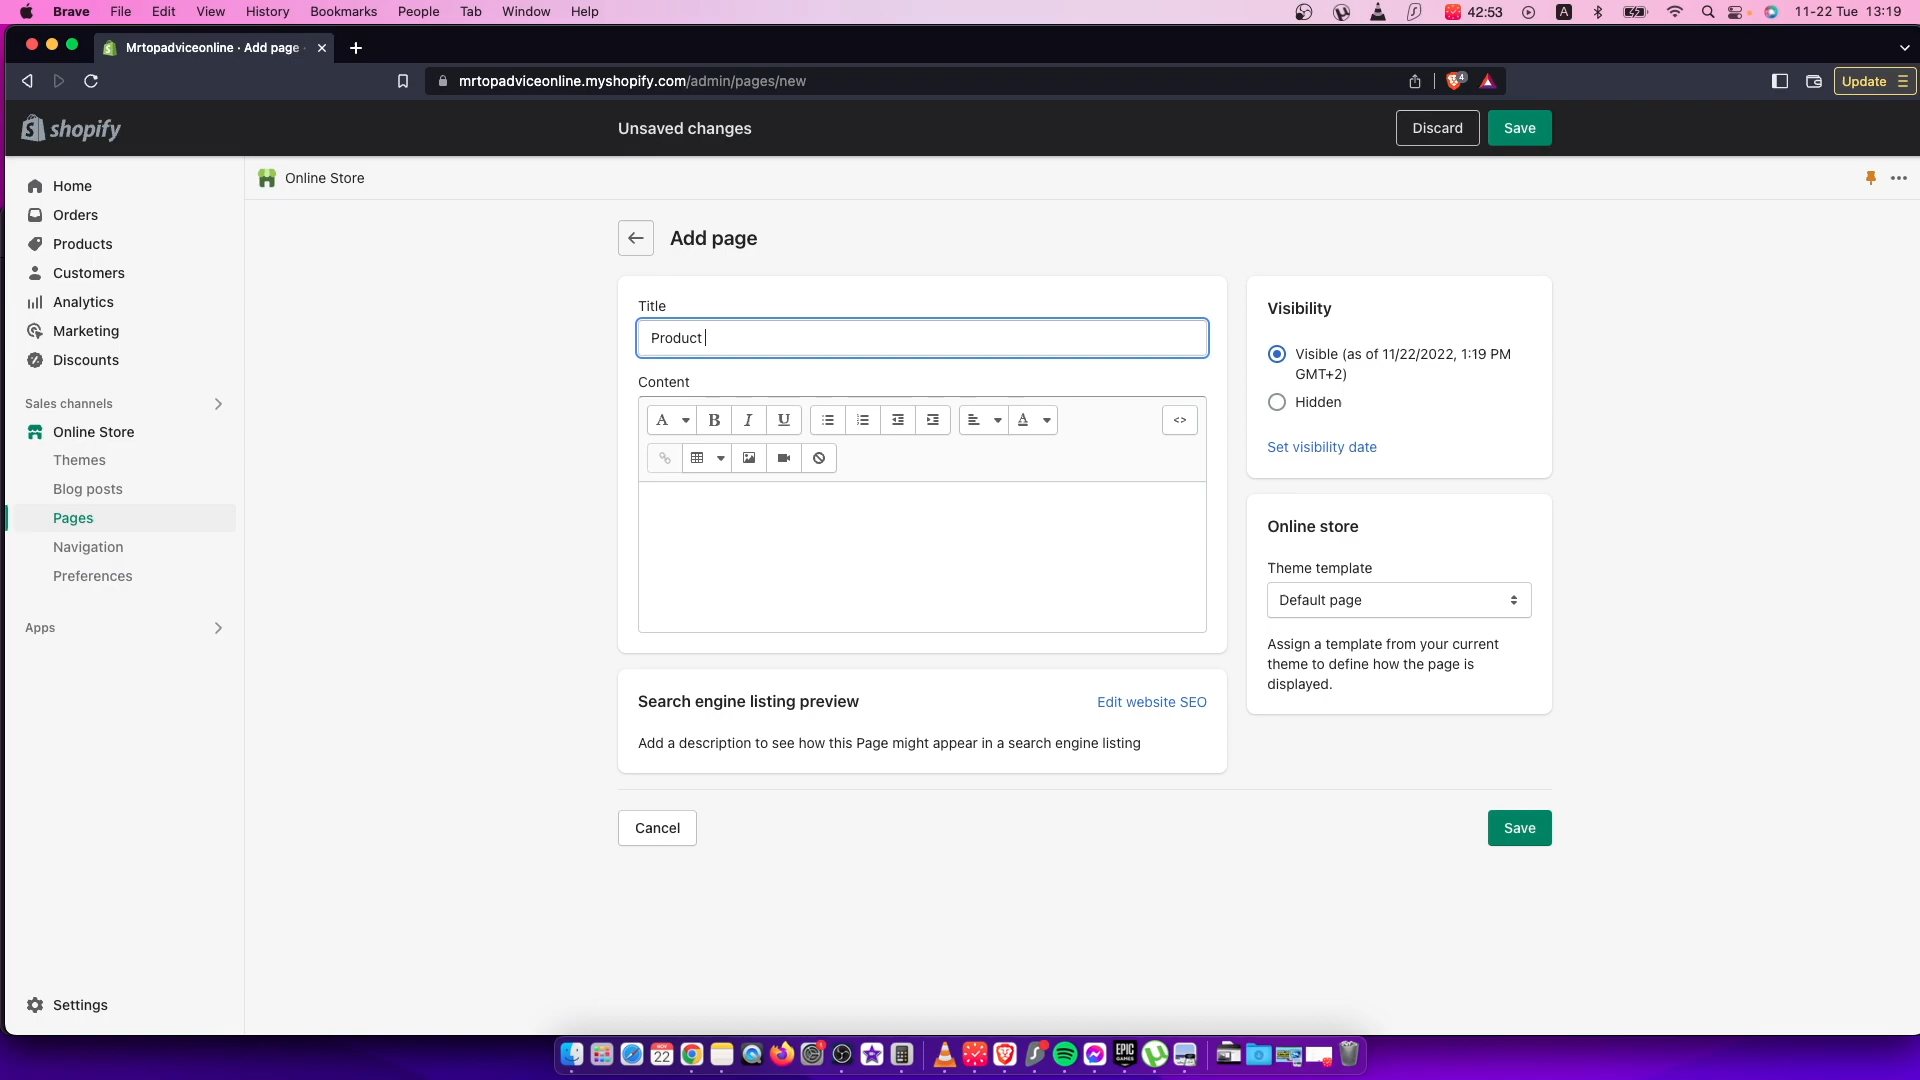 Brave File Edit View History Bookmarks People Tab Window Help 42:53 A 11-22 Tue 13:19
Mrtopadviceonline · Add page
mrtopadviceonline.myshopify.com/admin/pages/new 4 Update
shopify Unsaved changes Discard Save
Home
Orders
Products
Customers
Analytics
Marketing
Discounts
Sales channels
Online Store
Themes
Blog posts
Pages
Navigation
Preferences
Apps
Settings
Online Store
Add page
Title
Product
Content
A B I U A <>
Search engine listing preview Edit website SEO
Add a description to see how this Page might appear in a search engine listing
Cancel Save
Visibility
Visible (as of 11/22/2022, 1:19 PM
GMT+2)
Hidden
Set visibility date
Online store
Theme template
Default page
Assign a template from your current
theme to define how the page is
displayed.
NOV 22 1 EPIC GAMES